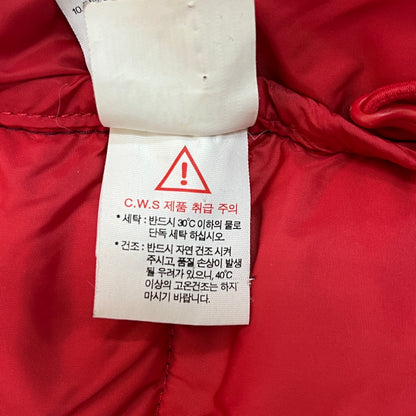 C.W.S 제품 취급 주의
* 세탁 : 반드시 30℃ 이하의 물로
단독 세탁 하십시오.
* 건조 : 반드시 자연 건조 시켜
주시고, 품질 손상이 발생
될 우려가 있으니, 40℃
이상의 고온건조는 하지
마시기 바랍니다.